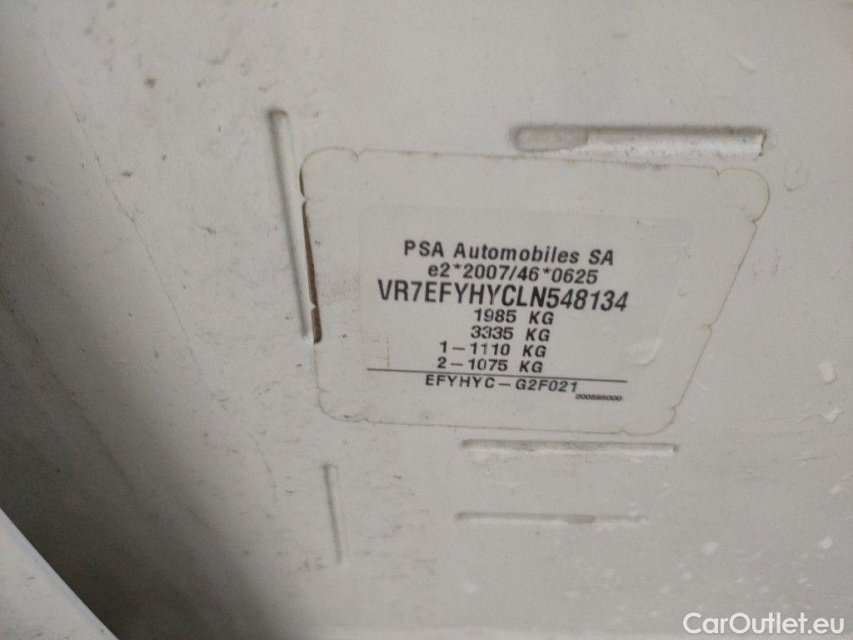 PSA Automobiles SA
e2*2007/46*0625
VR7EFYHYCLN548134
1985 KG
3335 KG
1-1110 KG
2-1075 KG
EFYHYC-G2F021
CarOutlet.eu